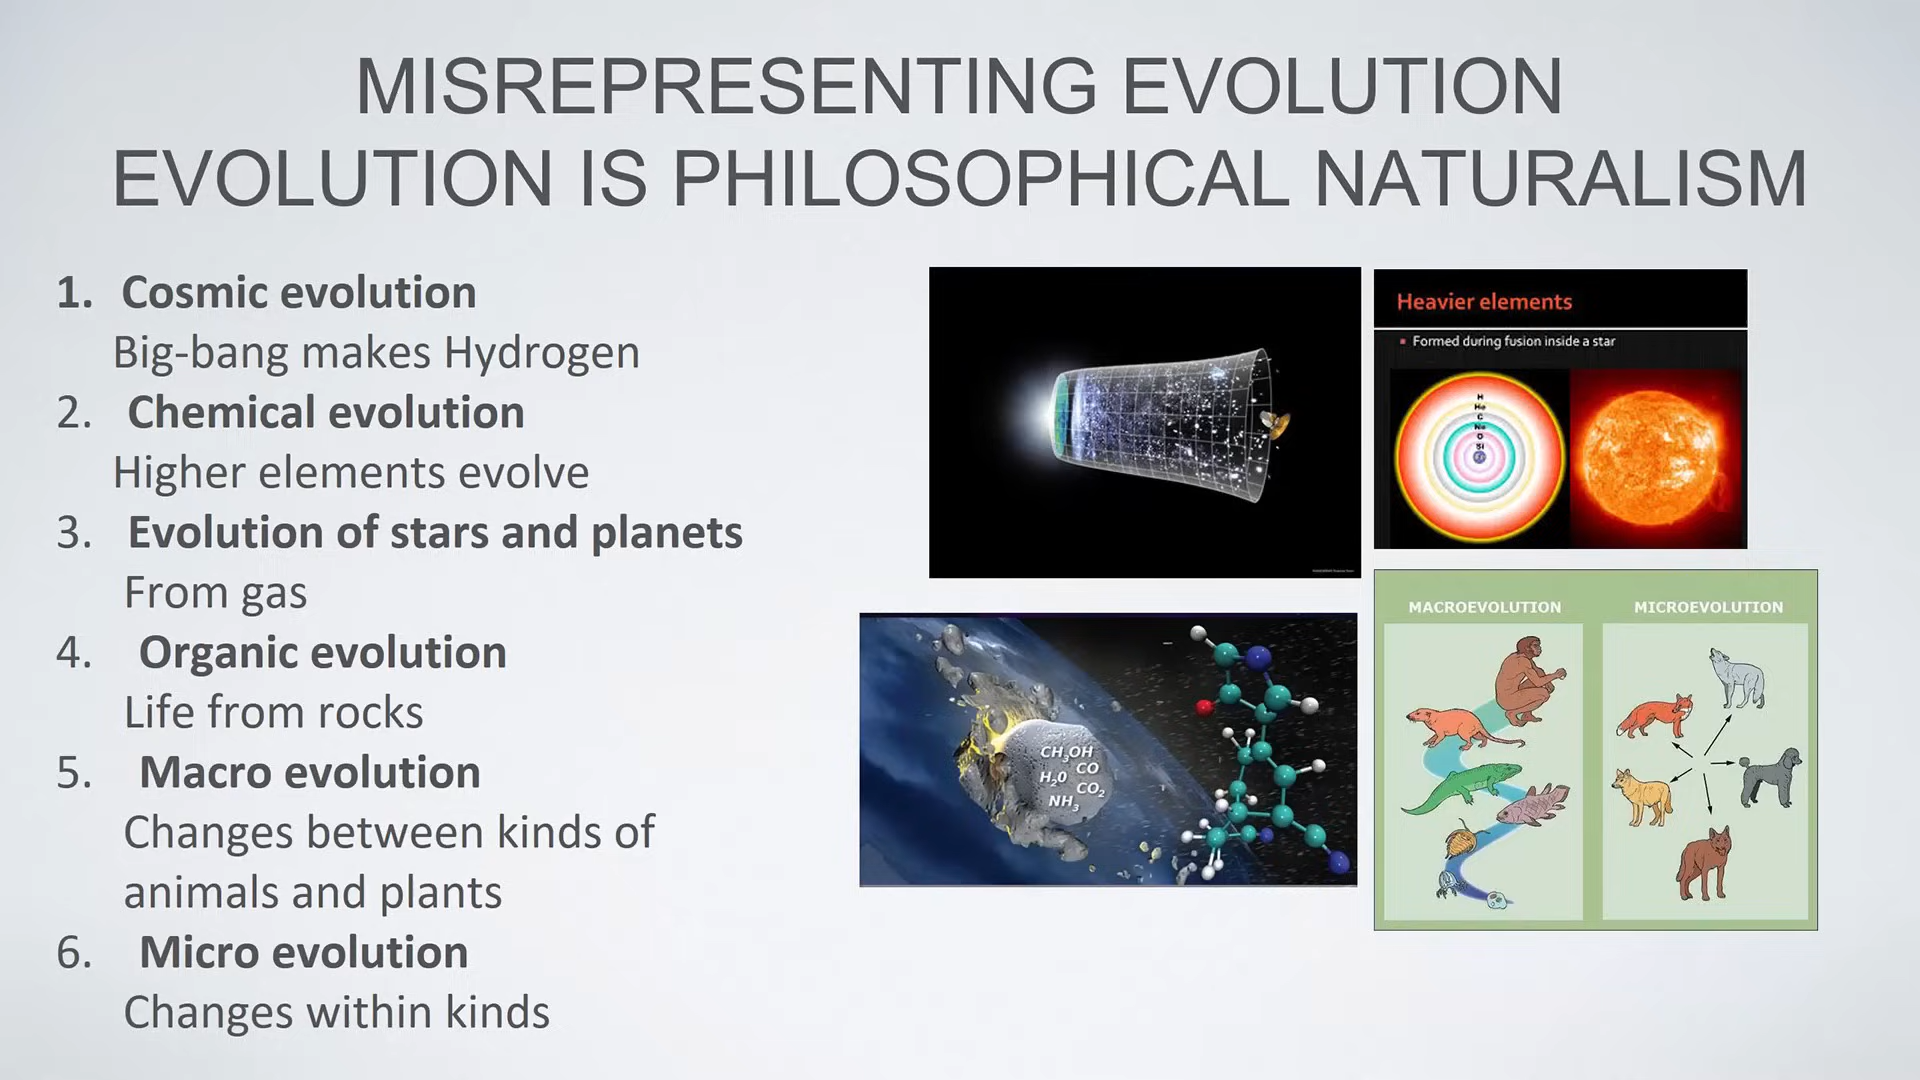 MISREPRESENTING EVOLUTION
EVOLUTION IS PHILOSOPHICAL NATURALISM
1. Cosmic evolution
Big-bang makes Hydrogen
2. Chemical evolution
Higher elements evolve
3. Evolution of stars and planets
From gas
4. Organic evolution
Life from rocks
5. Macro evolution
Changes between kinds of
animals and plants
6. Micro evolution
Changes within kinds
Heavier elements
Formed during fusion inside a star
H
He
C
Ne
O
Si
CH3OH
CO
H2O
CO2
NH3
MACROEVOLUTION
MICROEVOLUTION